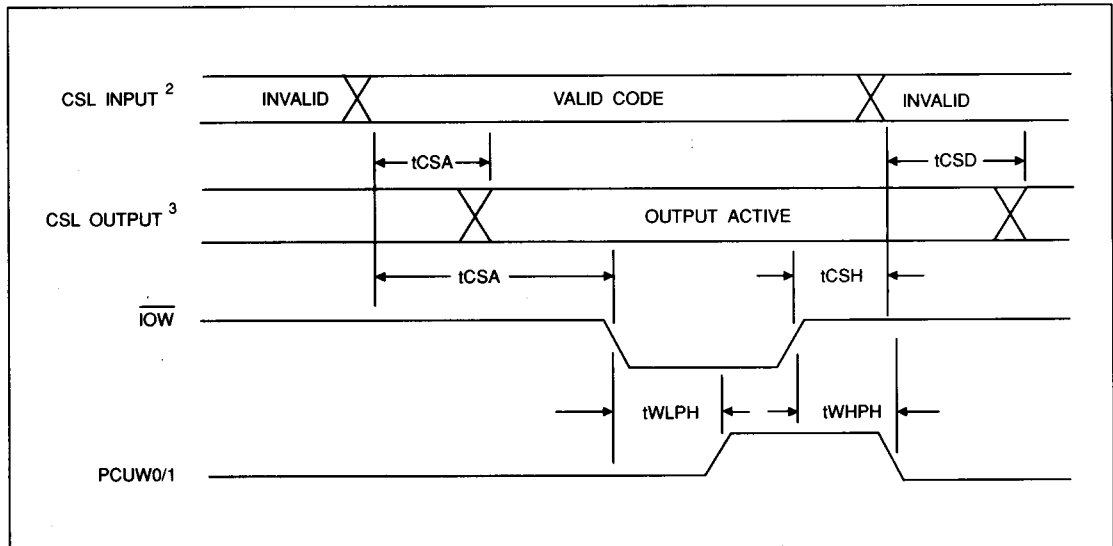 CSL INPUT 2
INVALID
VALID CODE
INVALID
tCSA
tCSD
CSL OUTPUT 3
OUTPUT ACTIVE
tCSA
tCSH
IOW
tWLPH
tWHPH
PCUW0/1